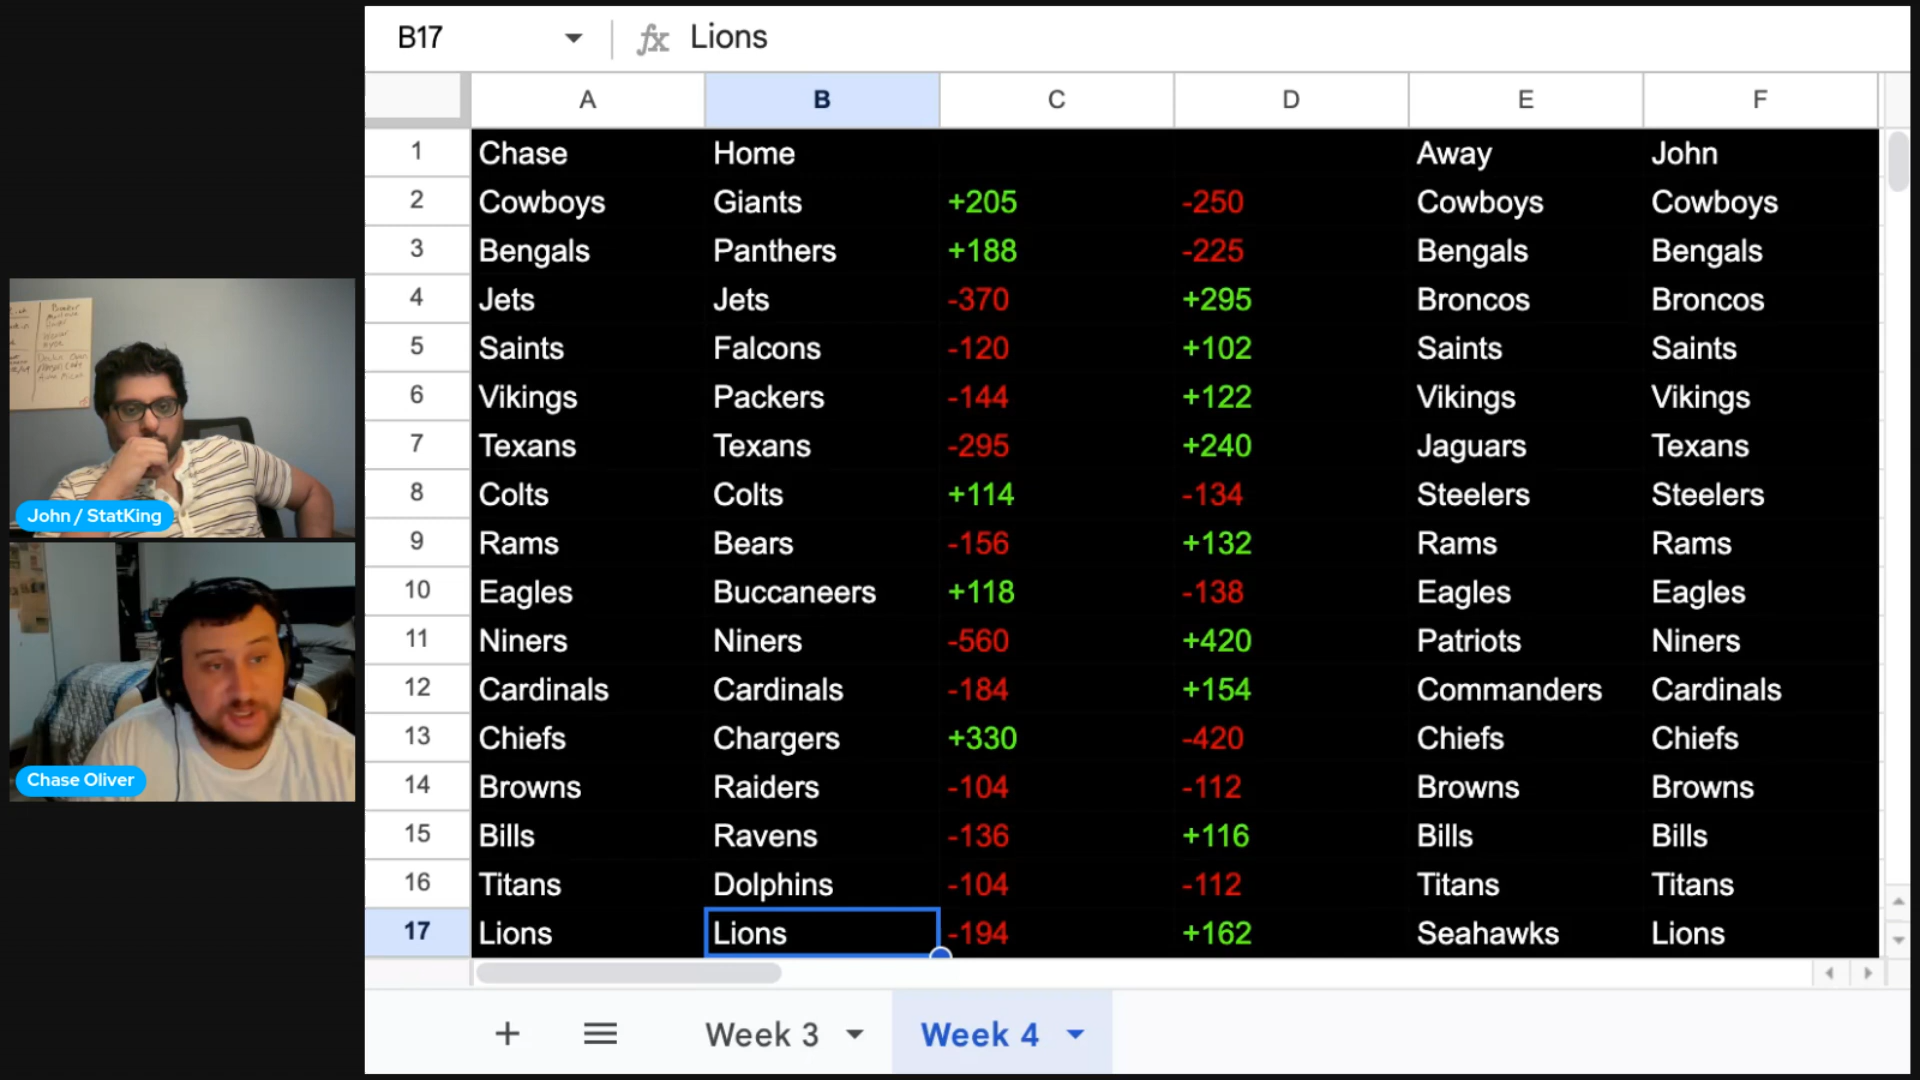 B17 fx Lions
A B C D E F
1 Chase Home Away John
2 Cowboys Giants +205 -250 Cowboys Cowboys
3 Bengals Panthers +188 -225 Bengals Bengals
4 Jets Jets -370 +295 Broncos Broncos
5 Saints Falcons -120 +102 Saints Saints
6 Vikings Packers -144 +122 Vikings Vikings
7 Texans Texans -295 +240 Jaguars Texans
8 Colts Colts +114 -134 Steelers Steelers
9 Rams Bears -156 +132 Rams Rams
10 Eagles Buccaneers +118 -138 Eagles Eagles
11 Niners Niners -560 +420 Patriots Niners
12 Cardinals Cardinals -184 +154 Commanders Cardinals
13 Chiefs Chargers +330 -420 Chiefs Chiefs
14 Browns Raiders -104 -112 Browns Browns
15 Bills Ravens -136 +116 Bills Bills
16 Titans Dolphins -104 -112 Titans Titans
17 Lions Lions -194 +162 Seahawks Lions
Week 3 Week 4
John / StatKing
Chase Oliver